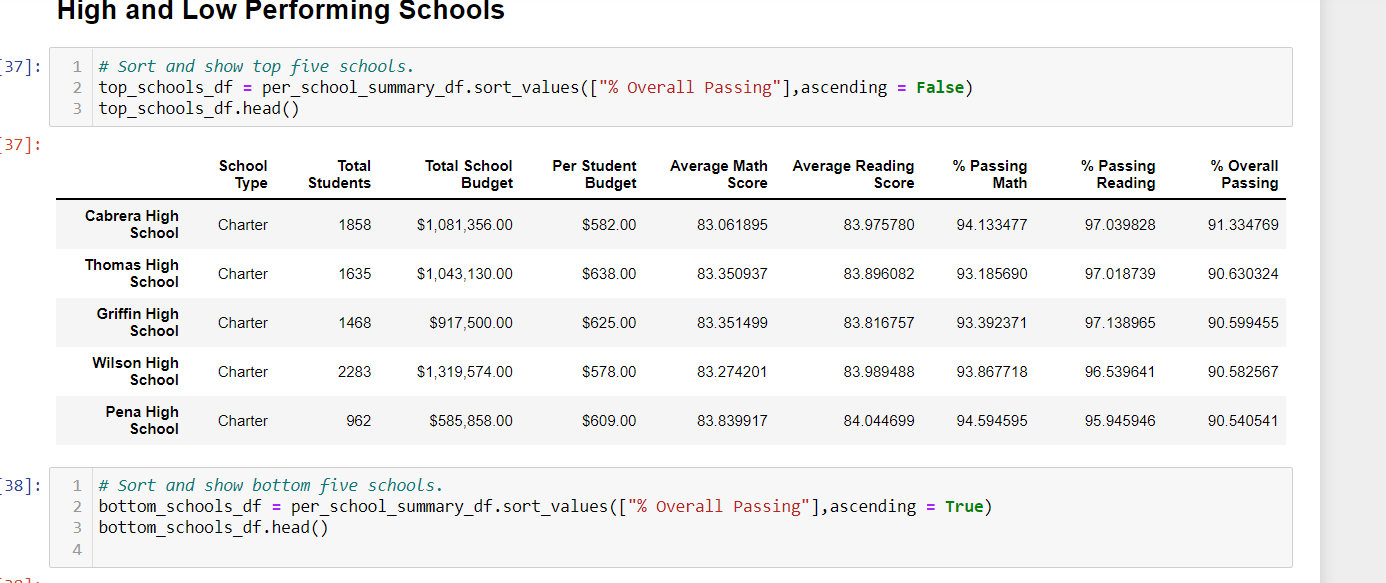 High and Low Performing Schools
[37]:
1 # Sort and show top five schools.
2 top_schools_df = per_school_summary_df.sort_values(["% Overall Passing"],ascending = False)
3 top_schools_df.head()
[37]:
School Type Total Students Total School Budget Per Student Budget Average Math Score Average Reading Score % Passing Math % Passing Reading % Overall Passing
Cabrera High School Charter 1858 $1,081,356.00 $582.00 83.061895 83.975780 94.133477 97.039828 91.334769
Thomas High School Charter 1635 $1,043,130.00 $638.00 83.350937 83.896082 93.185690 97.018739 90.630324
Griffin High School Charter 1468 $917,500.00 $625.00 83.351499 83.816757 93.392371 97.138965 90.599455
Wilson High School Charter 2283 $1,319,574.00 $578.00 83.274201 83.989488 93.867718 96.539641 90.582567
Pena High School Charter 962 $585,858.00 $609.00 83.839917 84.044699 94.594595 95.945946 90.540541
[38]:
1 # Sort and show bottom five schools.
2 bottom_schools_df = per_school_summary_df.sort_values(["% Overall Passing"],ascending = True)
3 bottom_schools_df.head()
4